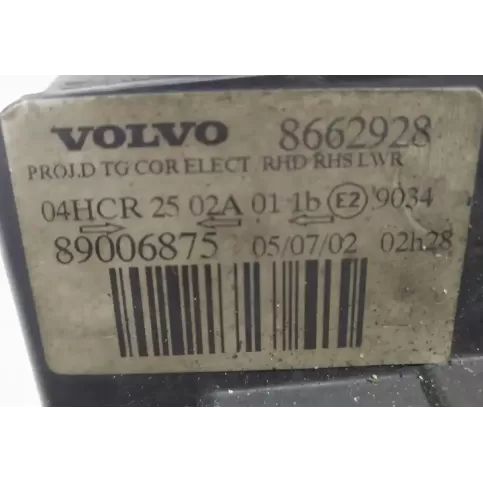 VOLVO 8662928
PROJ.D TG COR ELECT RHD RHS LWR
04HCR 25 02A 01 1b E2 9034
89006875 05/07/02 02h28